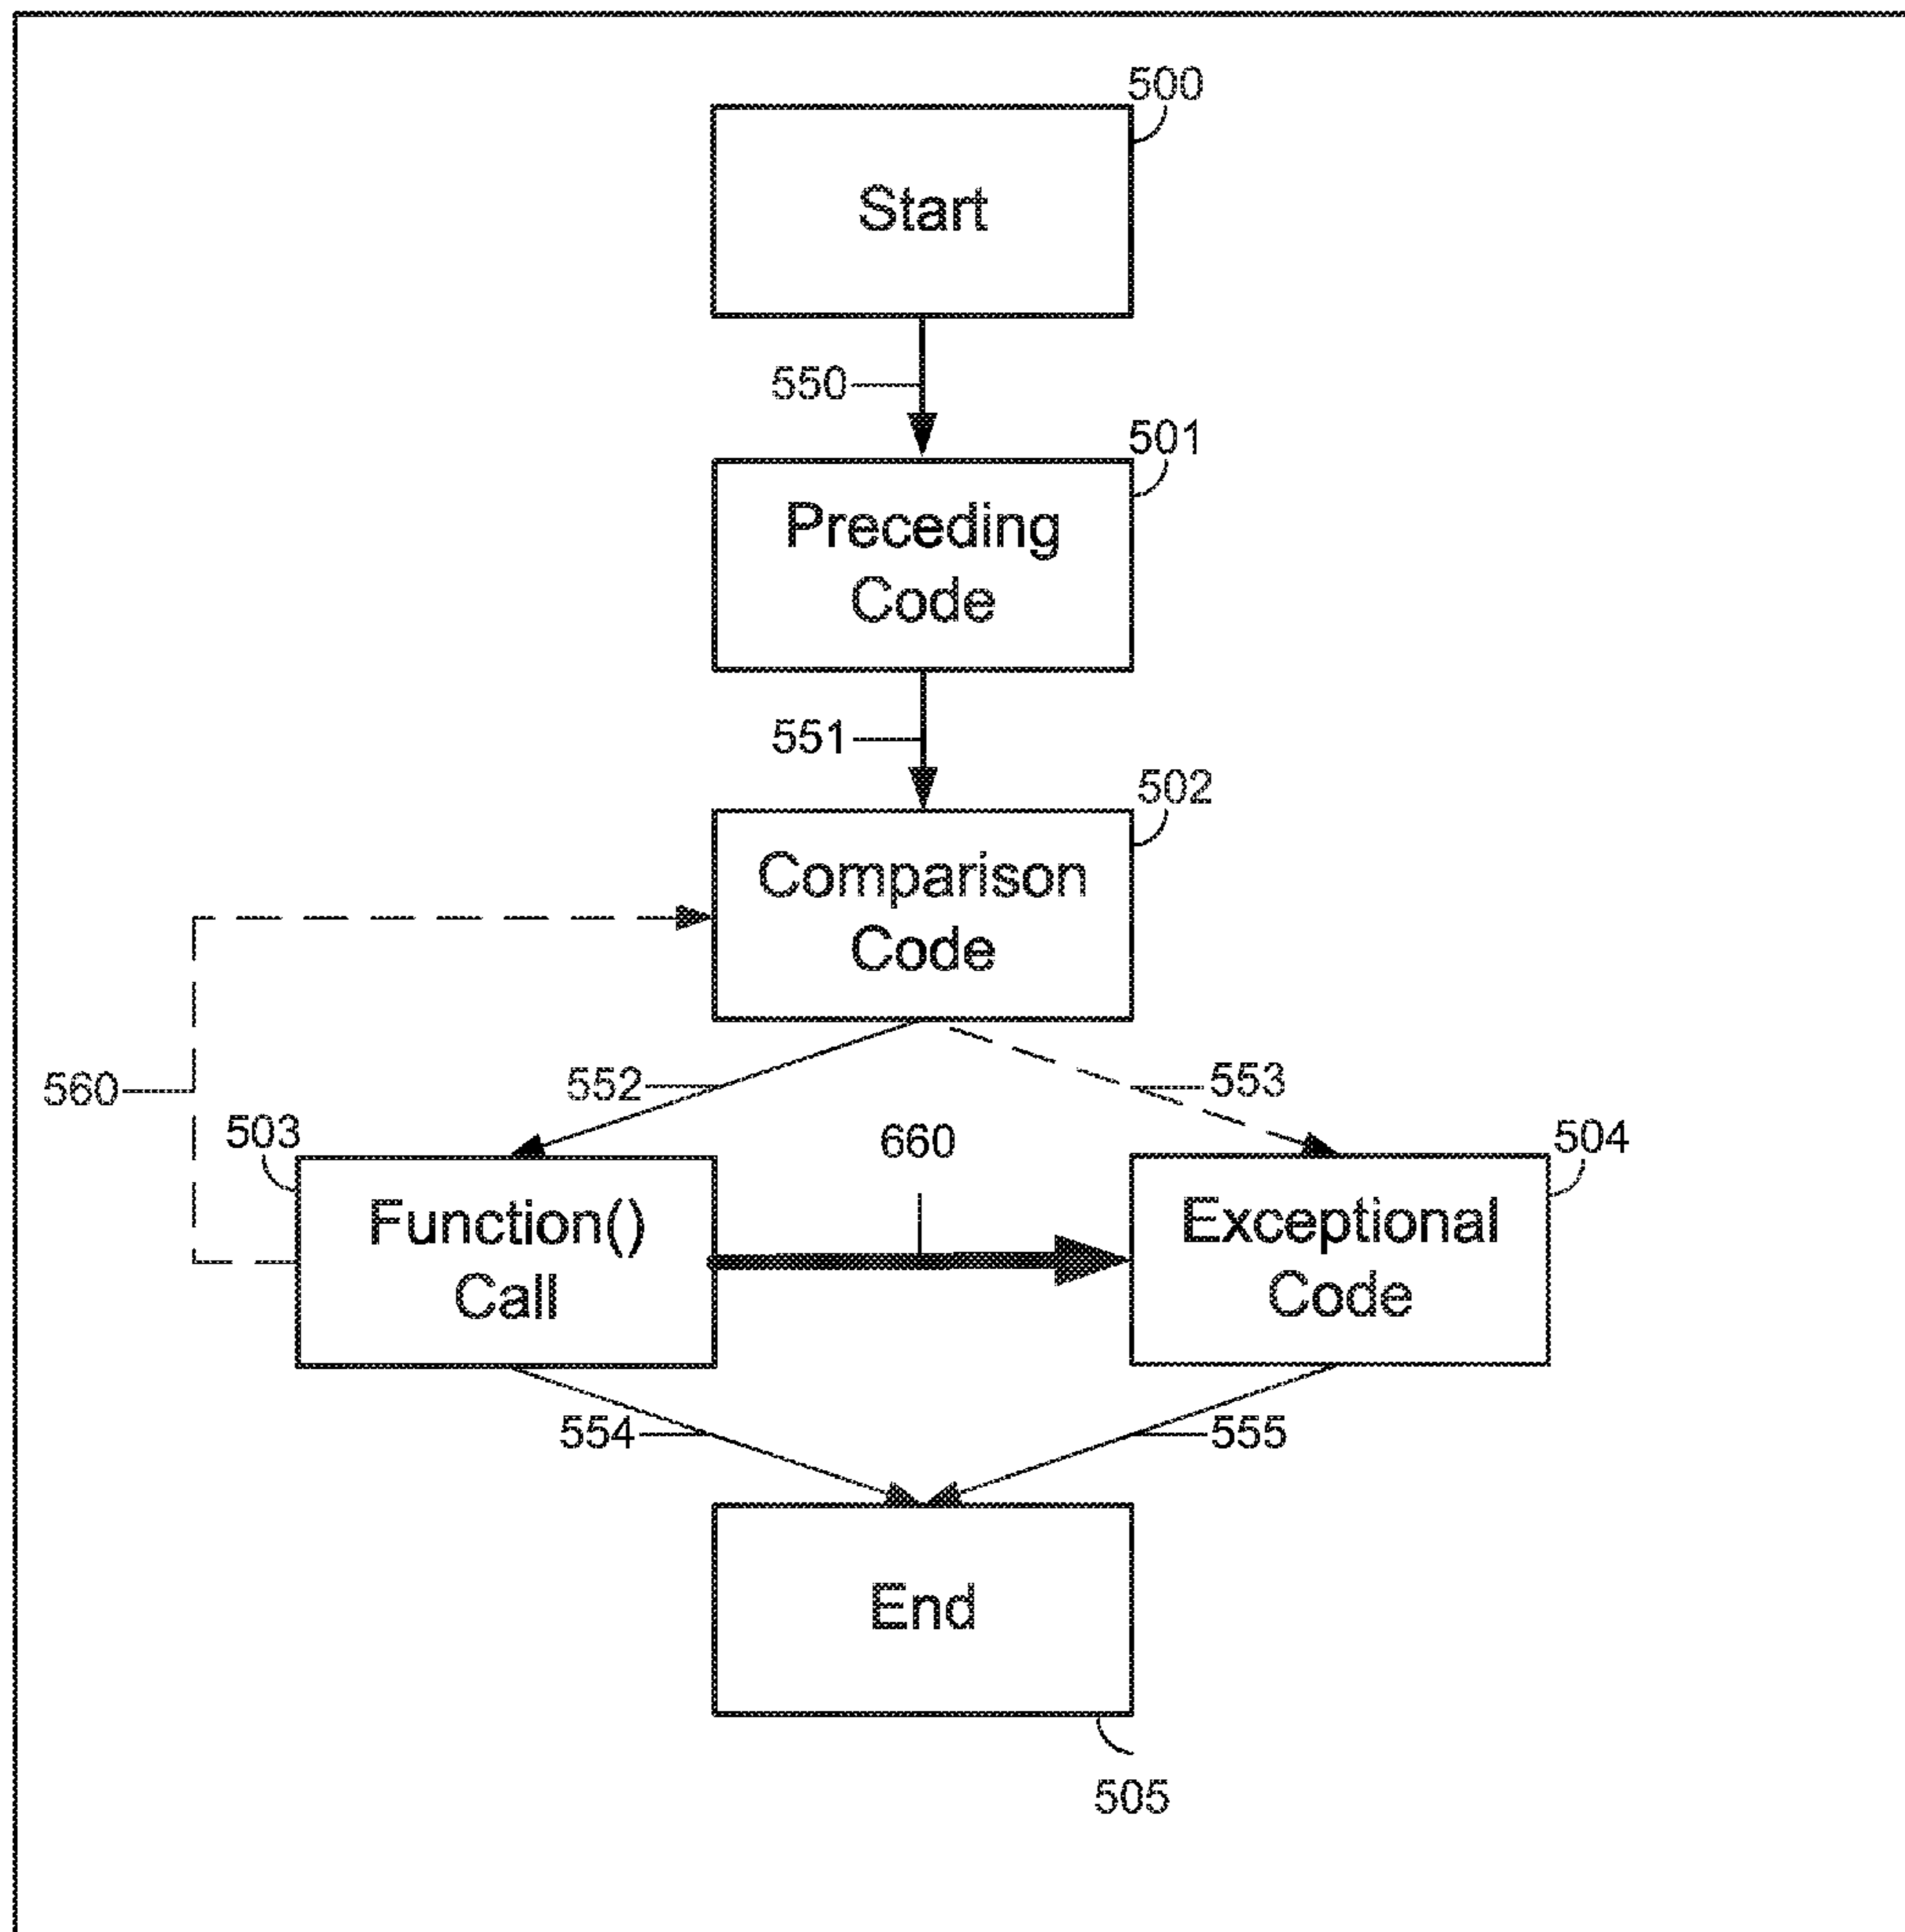 500
Start
550
501
Preceding
Code
551
502
Comparison
Code
552
553
560
503
660
504
Function()
Call
Exceptional
Code
554
555
End
505